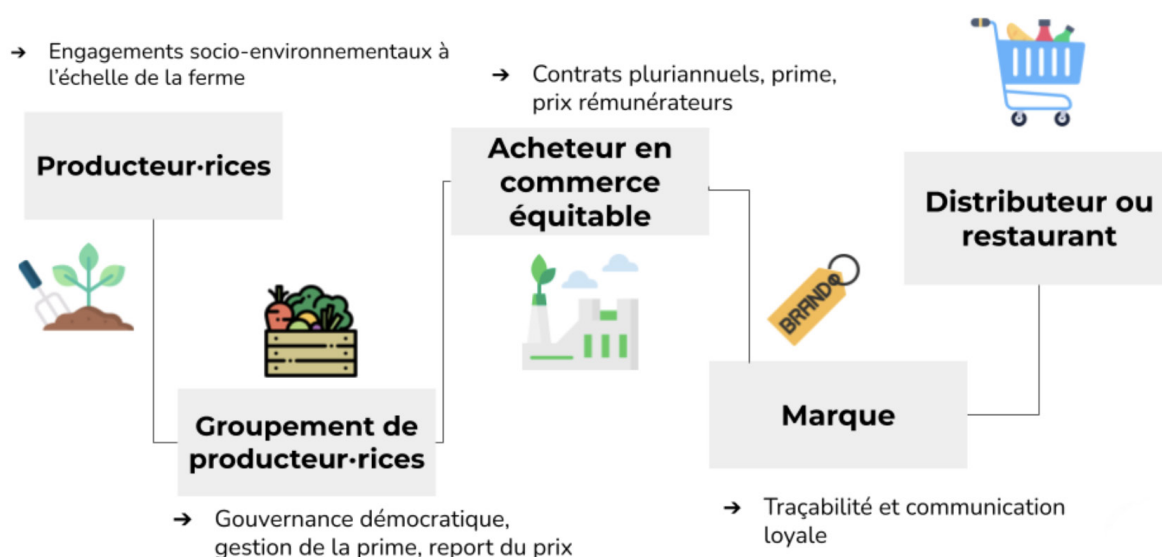 → Engagements socio-environnementaux à
l'échelle de la ferme
Producteur·rices
Groupement de
producteur·rices
→ Gouvernance démocratique,
gestion de la prime, report du prix
→ Contrats pluriannuels, prime,
prix rémunérateurs
Acheteur en
commerce
équitable
BRAND
Marque
→ Traçabilité et communication
loyale
Distributeur ou
restaurant